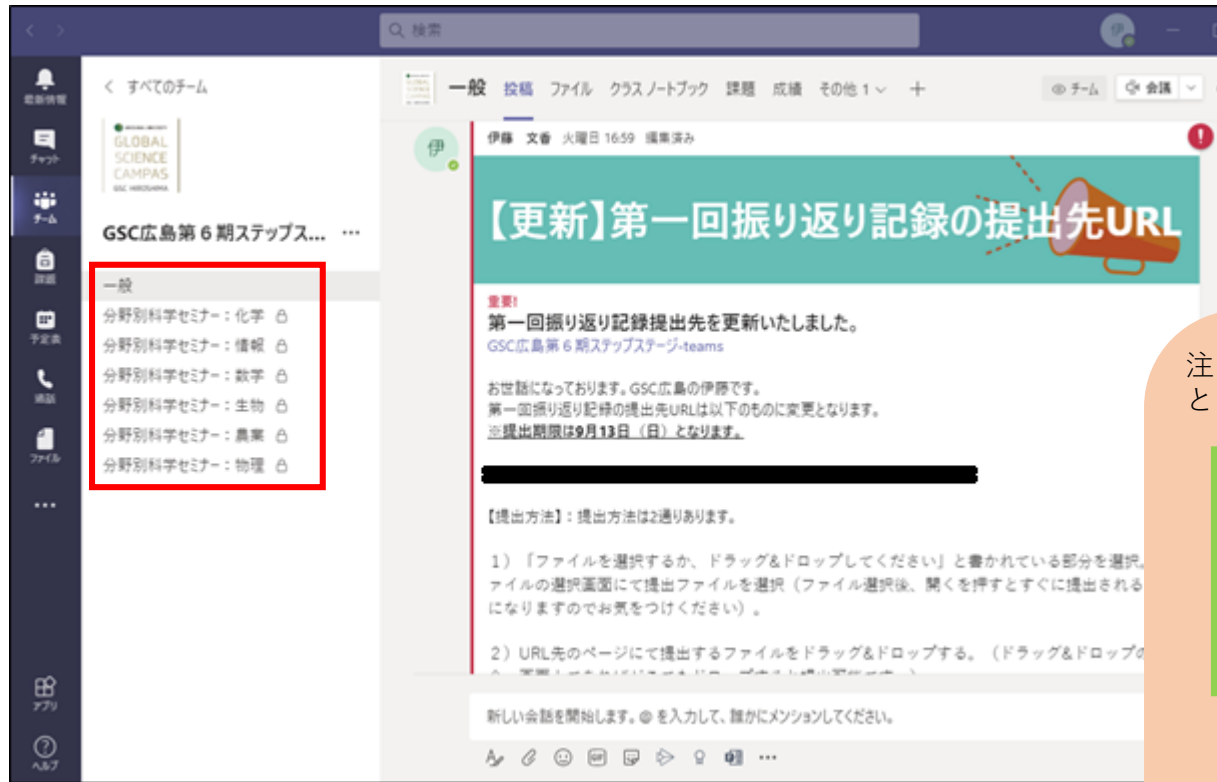 検索
最新情報
チャット
チーム
課題
予定表
通話
ファイル
アプリ
ヘルプ
すべてのチーム
GLOBAL
SCIENCE
CAMPAS
GSC HIROSHIMA
GSC広島第6期ステップス... ...
一般
分野別科学セミナー：化学
分野別科学セミナー：情報
分野別科学セミナー：数学
分野別科学セミナー：生物
分野別科学セミナー：農業
分野別科学セミナー：物理
一般 投稿 ファイル クラス ノートブック 課題 成績 その他 1 + チーム 会議
伊
伊藤 文香 火曜日 16:59 編集済み
【更新】第一回振り返り記録の提出先URL
重要!
第一回振り返り記録提出先を更新いたしました。
GSC広島第6期ステップステージ-teams
お世話になっております。GSC広島の伊藤です。
第一回振り返り記録の提出先URLは以下のものに変更となります。
※提出期限は9月13日（日）となります。
【提出方法】：提出方法は2通りあります。
1）「ファイルを選択するか、ドラッグ&ドロップしてください」と書かれている部分を選択。
ァイルの選択画面にて提出ファイルを選択（ファイル選択後、開くを押すとすぐに提出される
になりますのでお気をつけください）。
2）URL先のページにて提出するファイルをドラッグ&ドロップする。（ドラッグ&ドロップの
新しい会話を開始します。@ を入力して、誰かにメンションしてください。
GIF
注
と